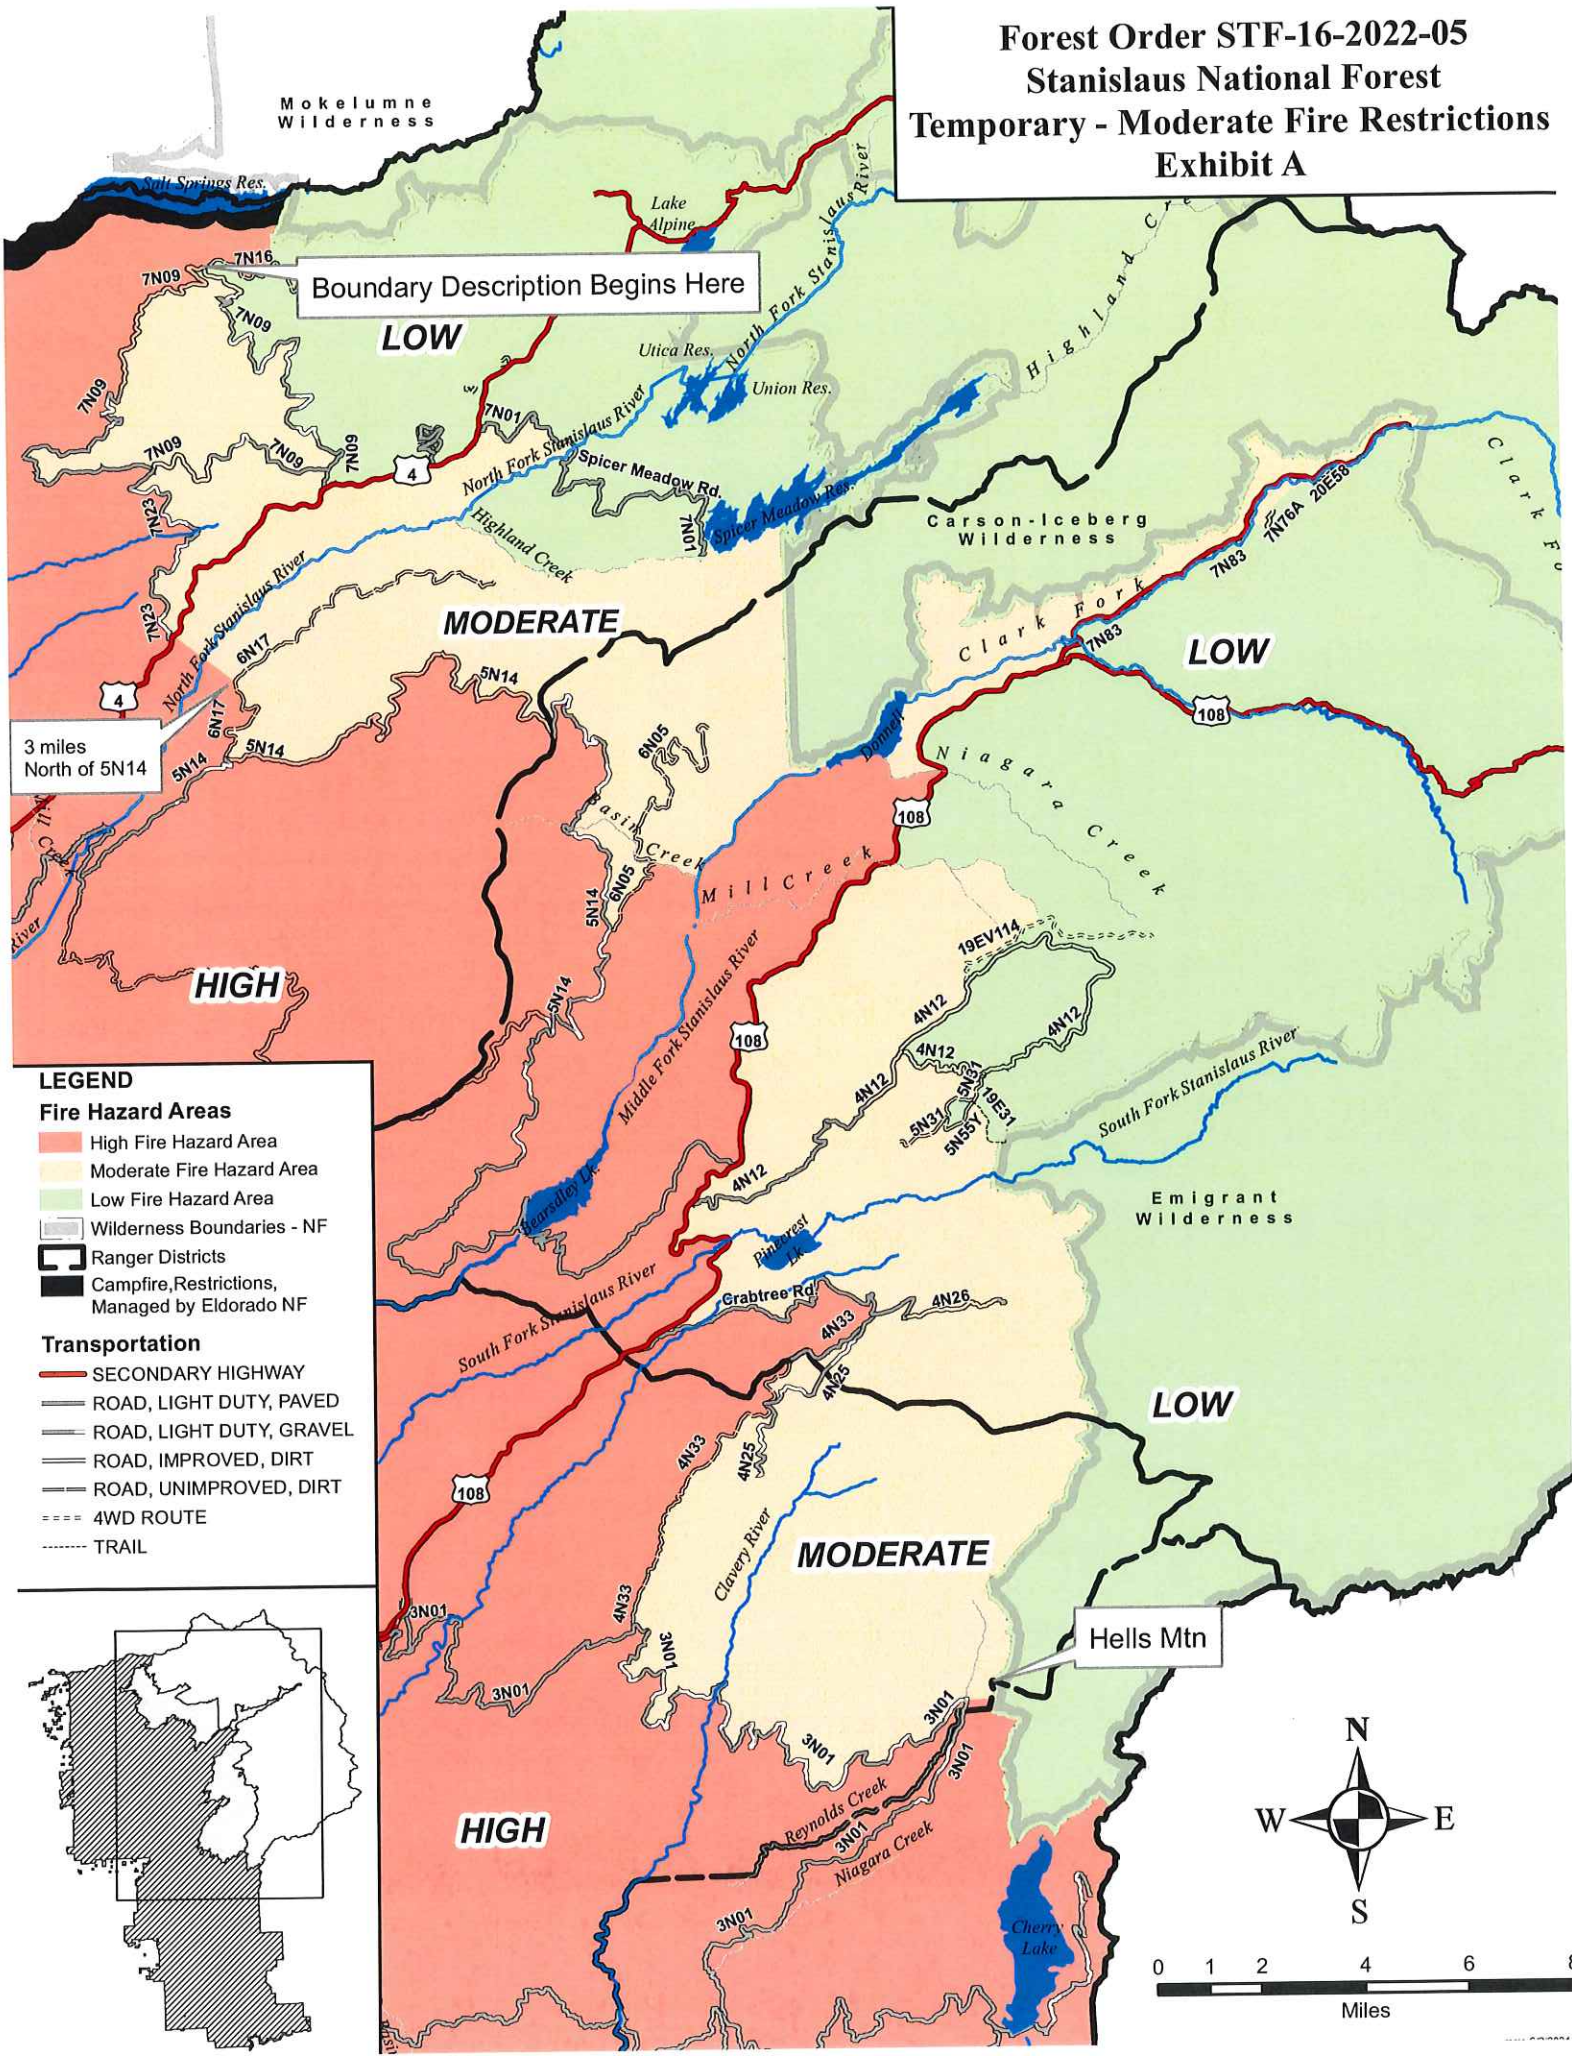 Forest Order STF-16-2022-05
Stanislaus National Forest
Temporary - Moderate Fire Restrictions
Exhibit A
Mokelumne
Wilderness
Salt Springs Res.
Lake
Alpine
North Fork Stanislaus River
Highland Cre
7N09
7N16
Boundary Description Begins Here
7N09
LOW
Utica Res.
Union Res.
7N09
7N01
North Fork Stanislaus River
7N09
7N09
7N09
4
North Fork Stanislaus River
Spicer Meadow Rd.
7N23
Highland Creek
7N01
Spicer Meadow Res.
Carson-Iceberg
Wilderness
20E58
7N76A
Clark Fo
7N83
Clark Fork
7N23
North Fork Stanislaus River
MODERATE
6N17
7N83
LOW
5N14
4
6N17
108
3 miles
North of 5N14
5N14
5N14
6N05
Donnell
Niagara Creek
108
Basin Creek
Mill Creek
Creek
5N14
6N05
River
HIGH
19EV114
5N14
Middle Fork Stanislaus River
4N12
4N12
108
4N12
4N12
5N31
19E31
5N31
5N55Y
South Fork Stanislaus River
LEGEND
Fire Hazard Areas
High Fire Hazard Area
Moderate Fire Hazard Area
Low Fire Hazard Area
Wilderness Boundaries - NF
Ranger Districts
Campfire,Restrictions,
Managed by Eldorado NF
Transportation
SECONDARY HIGHWAY
ROAD, LIGHT DUTY, PAVED
ROAD, LIGHT DUTY, GRAVEL
ROAD, IMPROVED, DIRT
ROAD, UNIMPROVED, DIRT
4WD ROUTE
TRAIL
4N12
Bearsdley Lk.
Emigrant
Wilderness
Pinecrest
Lk.
South Fork Stanislaus River
Crabtree Rd.
4N26
4N33
4N25
LOW
4N33
4N25
108
Clavery River
MODERATE
4N33
3N01
3N01
Hells Mtn
3N01
3N01
3N01
3N01
Reynolds Creek
HIGH
3N01
Niagara Creek
3N01
Cherry
Lake
N
W
E
S
0 1 2 4 6 8
Miles